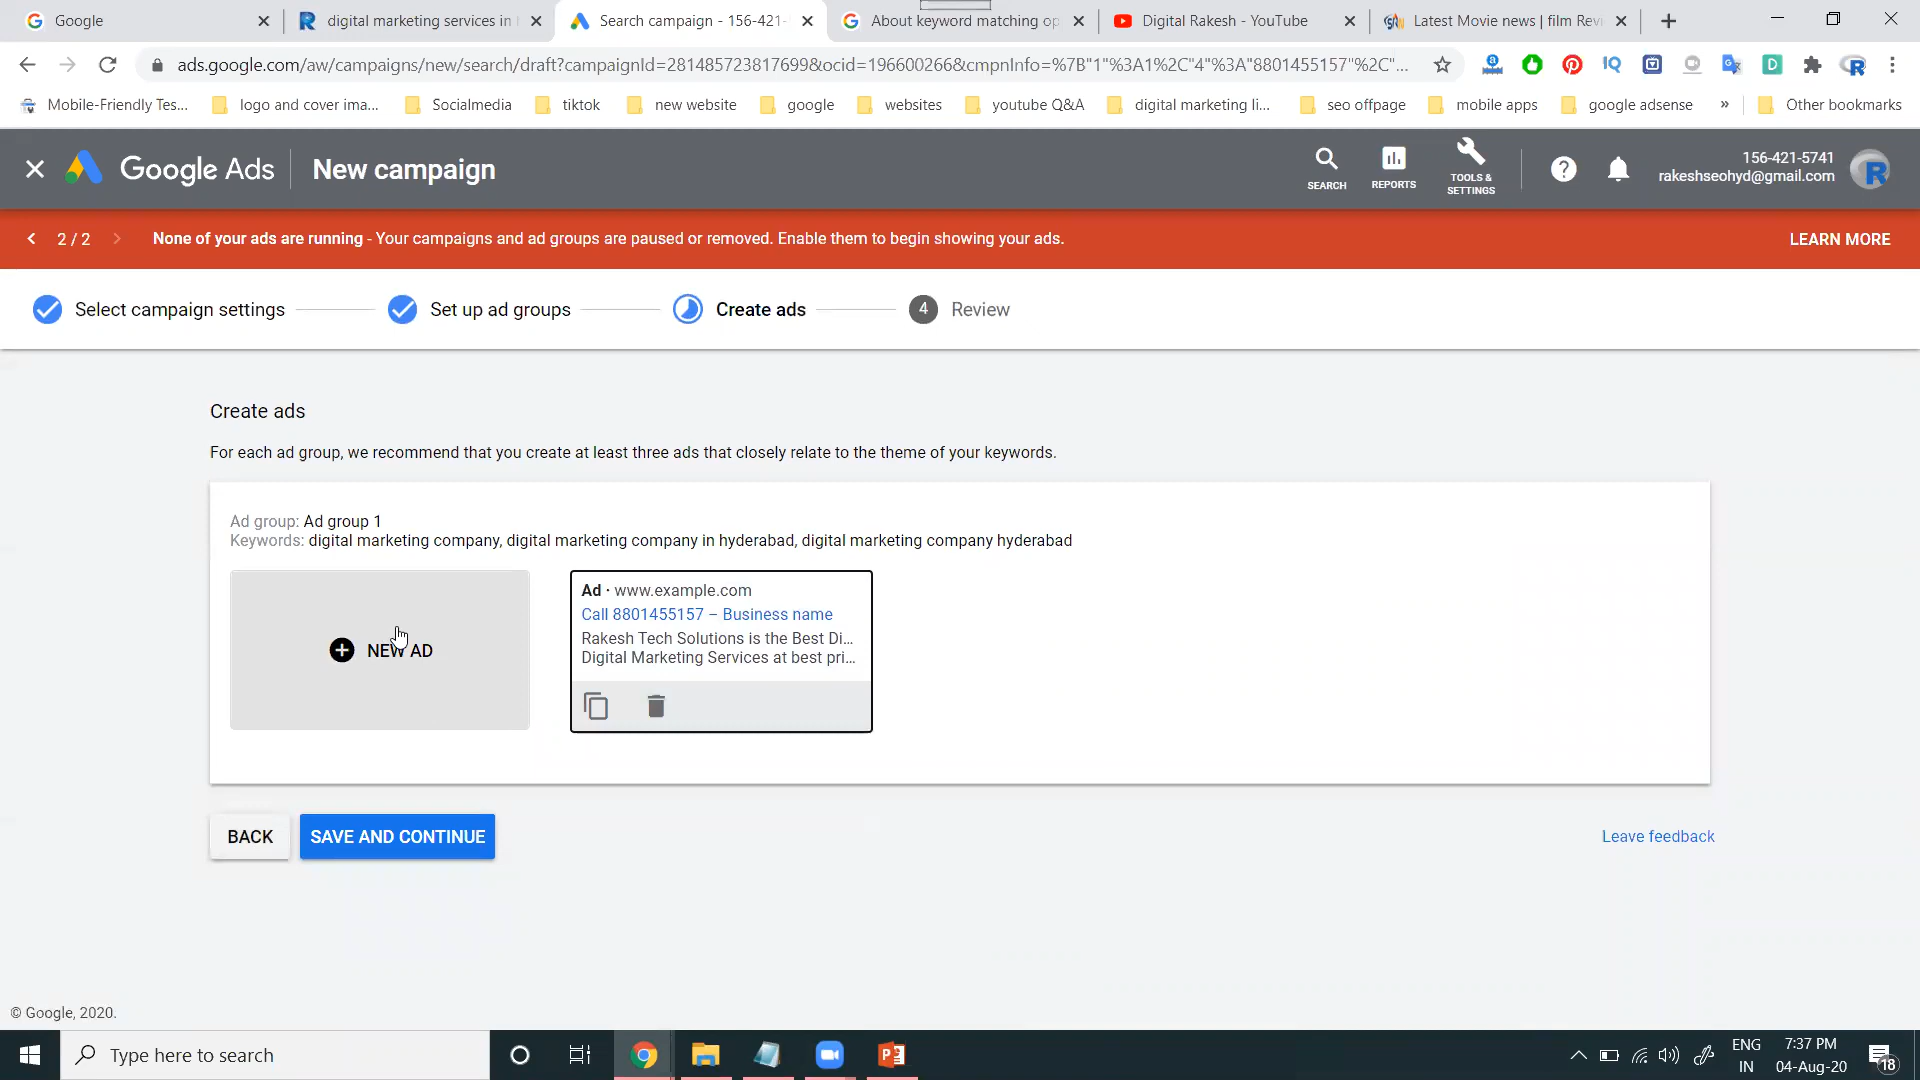 Google
digital marketing services in
Search campaign - 156-421-
About keyword matching op
Digital Rakesh - YouTube
Latest Movie news | film Revi
ads.google.com/aw/campaigns/new/search/draft?campaignId=281485723817699&ocid=196600266&cmpnInfo=%7B"1"%3A1%2C"4"%3A"8801455157"%2C"...
Mobile-Friendly Tes...
logo and cover ima...
Socialmedia
tiktok
new website
google
websites
youtube Q&A
digital marketing li...
seo offpage
mobile apps
google adsense
»
Other bookmarks
Google Ads
New campaign
SEARCH
REPORTS
TOOLS &
SETTINGS
156-421-5741
rakeshseohyd@gmail.com
2 / 2
None of your ads are running - Your campaigns and ad groups are paused or removed. Enable them to begin showing your ads.
LEARN MORE
Select campaign settings
Set up ad groups
Create ads
4
Review
Create ads
For each ad group, we recommend that you create at least three ads that closely relate to the theme of your keywords.
Ad group: Ad group 1
Keywords: digital marketing company, digital marketing company in hyderabad, digital marketing company hyderabad
NEW AD
Ad · www.example.com
Call 8801455157 – Business name
Rakesh Tech Solutions is the Best Di...
Digital Marketing Services at best pri...
BACK
SAVE AND CONTINUE
Leave feedback
© Google, 2020.
Type here to search
ENG
IN
7:37 PM
04-Aug-20
18